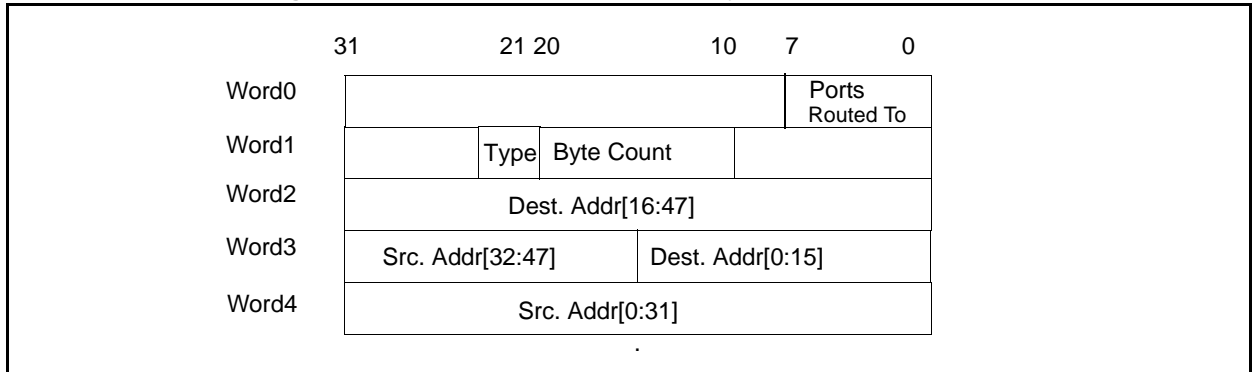 31 21 20 10 7 0
Word0 Ports
Routed To
Word1 Type Byte Count
Word2 Dest. Addr[16:47]
Word3 Src. Addr[32:47] Dest. Addr[0:15]
Word4 Src. Addr[0:31]
.